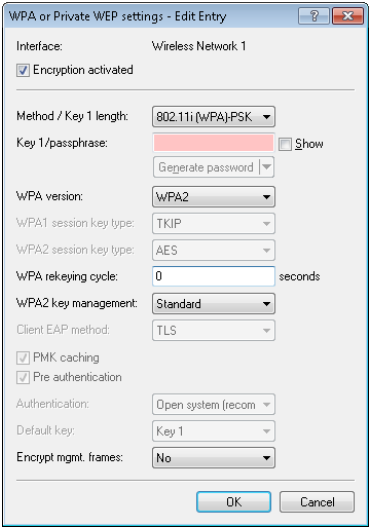 WPA or Private WEP settings - Edit Entry
Interface: Wireless Network 1
Encryption activated
Method / Key 1 length: 802.11i (WPA)-PSK
Key 1/passphrase: Show
Generate password
WPA version: WPA2
WPA1 session key type: TKIP
WPA2 session key type: AES
WPA rekeying cycle: 0 seconds
WPA2 key management: Standard
Client EAP method: TLS
PMK caching
Pre authentication
Authentication: Open system (recom
Default key: Key 1
Encrypt mgmt. frames: No
OK Cancel